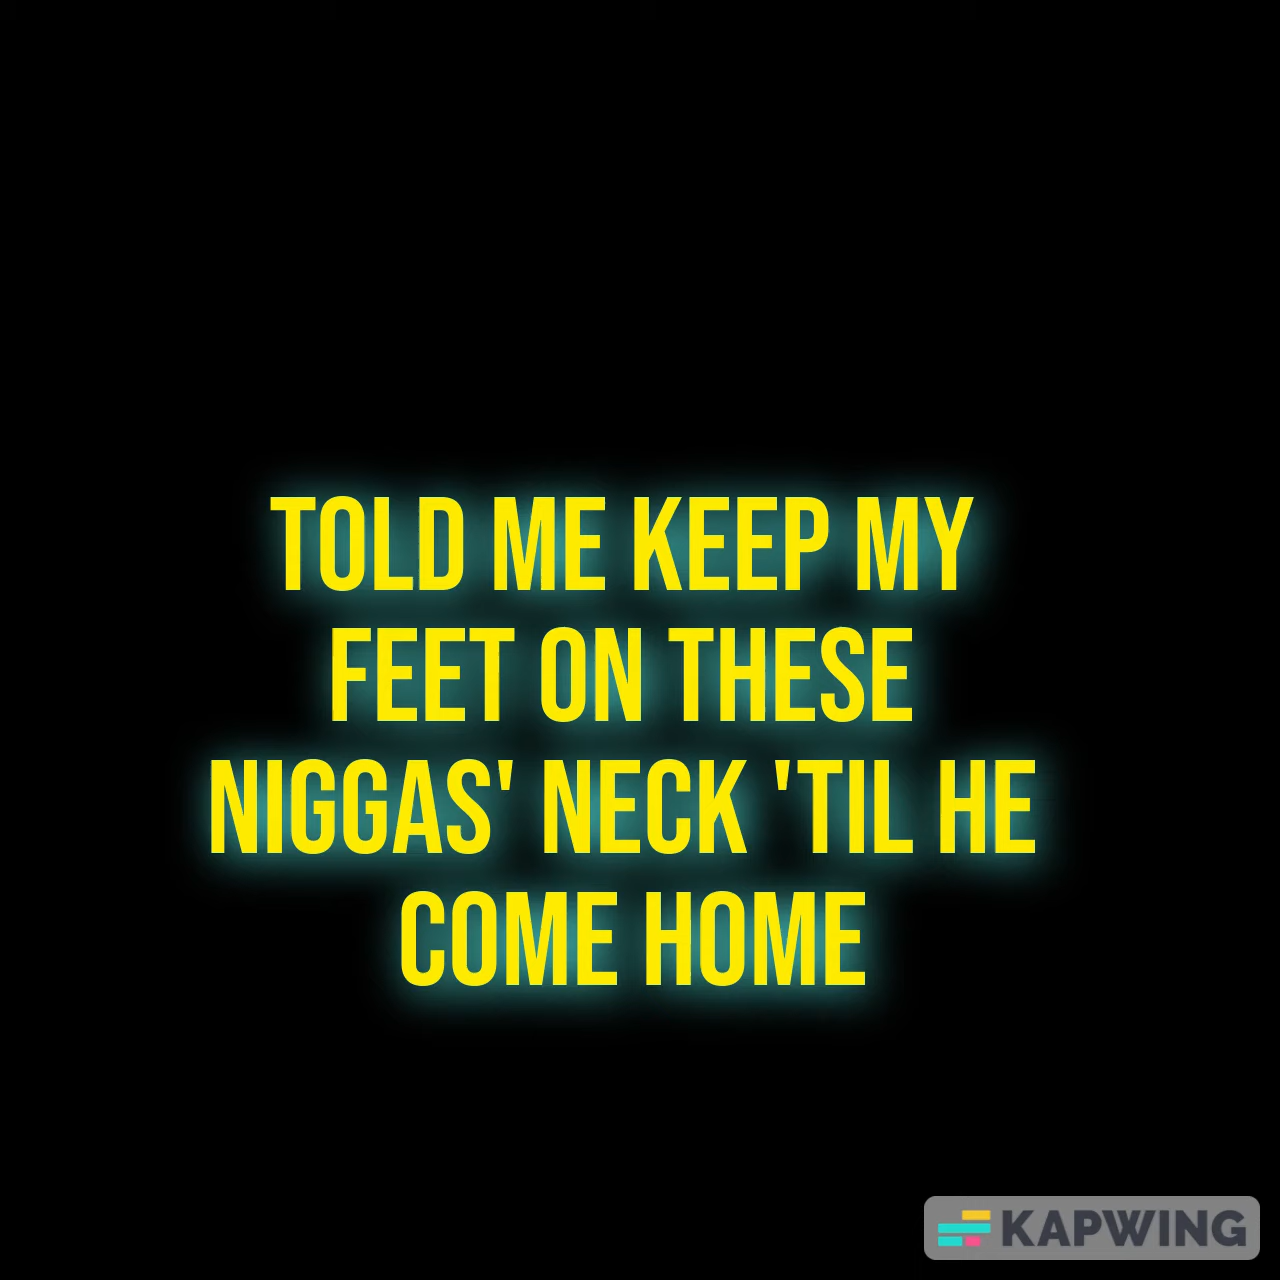 TOLD ME KEEP MY
FEET ON THESE
NIGGAS' NECK 'TIL HE
COME HOME
KAPWING